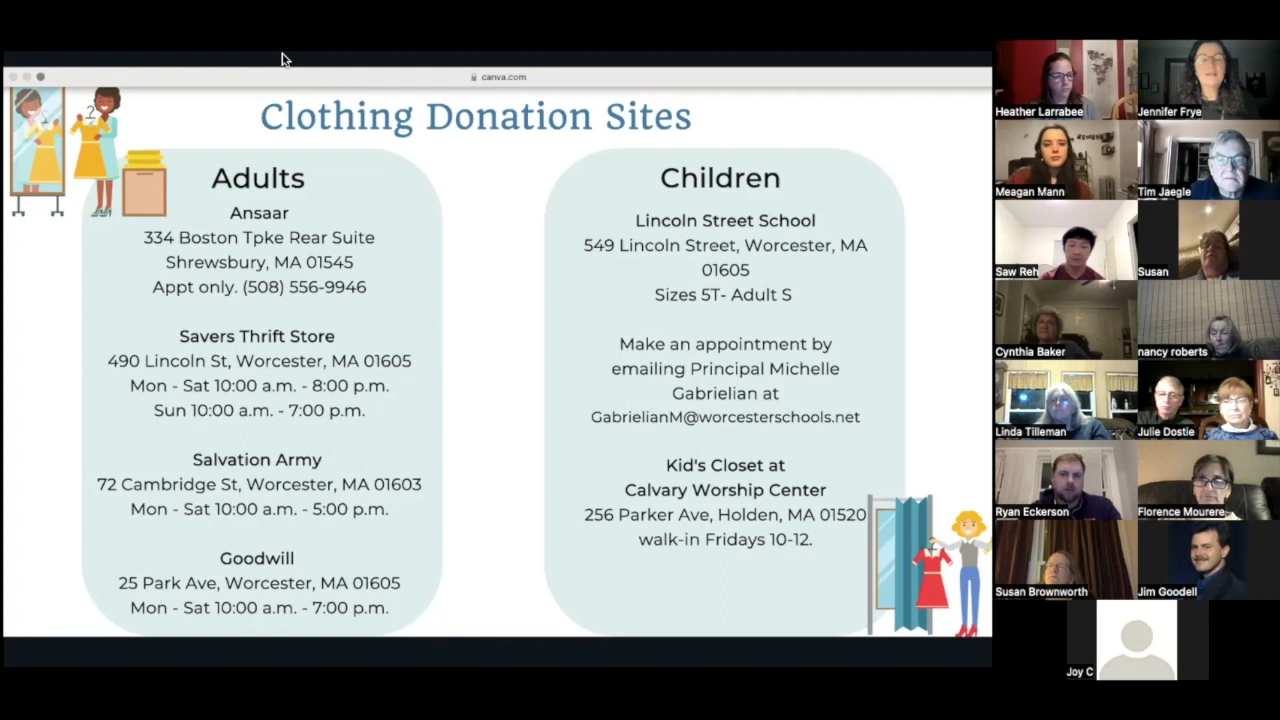 canva.com
Clothing Donation Sites
Adults
Ansaar
334 Boston Tpke Rear Suite
Shrewsbury, MA 01545
Appt only. (508) 556-9946
Savers Thrift Store
490 Lincoln St, Worcester, MA 01605
Mon - Sat 10:00 a.m. - 8:00 p.m.
Sun 10:00 a.m. - 7:00 p.m.
Salvation Army
72 Cambridge St, Worcester, MA 01603
Mon - Sat 10:00 a.m. - 5:00 p.m.
Goodwill
25 Park Ave, Worcester, MA 01605
Mon - Sat 10:00 a.m. - 7:00 p.m.
Children
Lincoln Street School
549 Lincoln Street, Worcester, MA
01605
Sizes 5T- Adult S
Make an appointment by
emailing Principal Michelle
Gabrielian at
GabrielianM@worcesterschools.net
Kid's Closet at
Calvary Worship Center
256 Parker Ave, Holden, MA 01520
walk-in Fridays 10-12.
Heather Larrabee
Jennifer Frye
Meagan Mann
Tim Jaegle
Saw Reh
Susan
Cynthia Baker
nancy roberts
Linda Tilleman
Julie Dostie
Ryan Eckerson
Florence Mourere
Susan Brownworth
Jim Goodell
Joy C